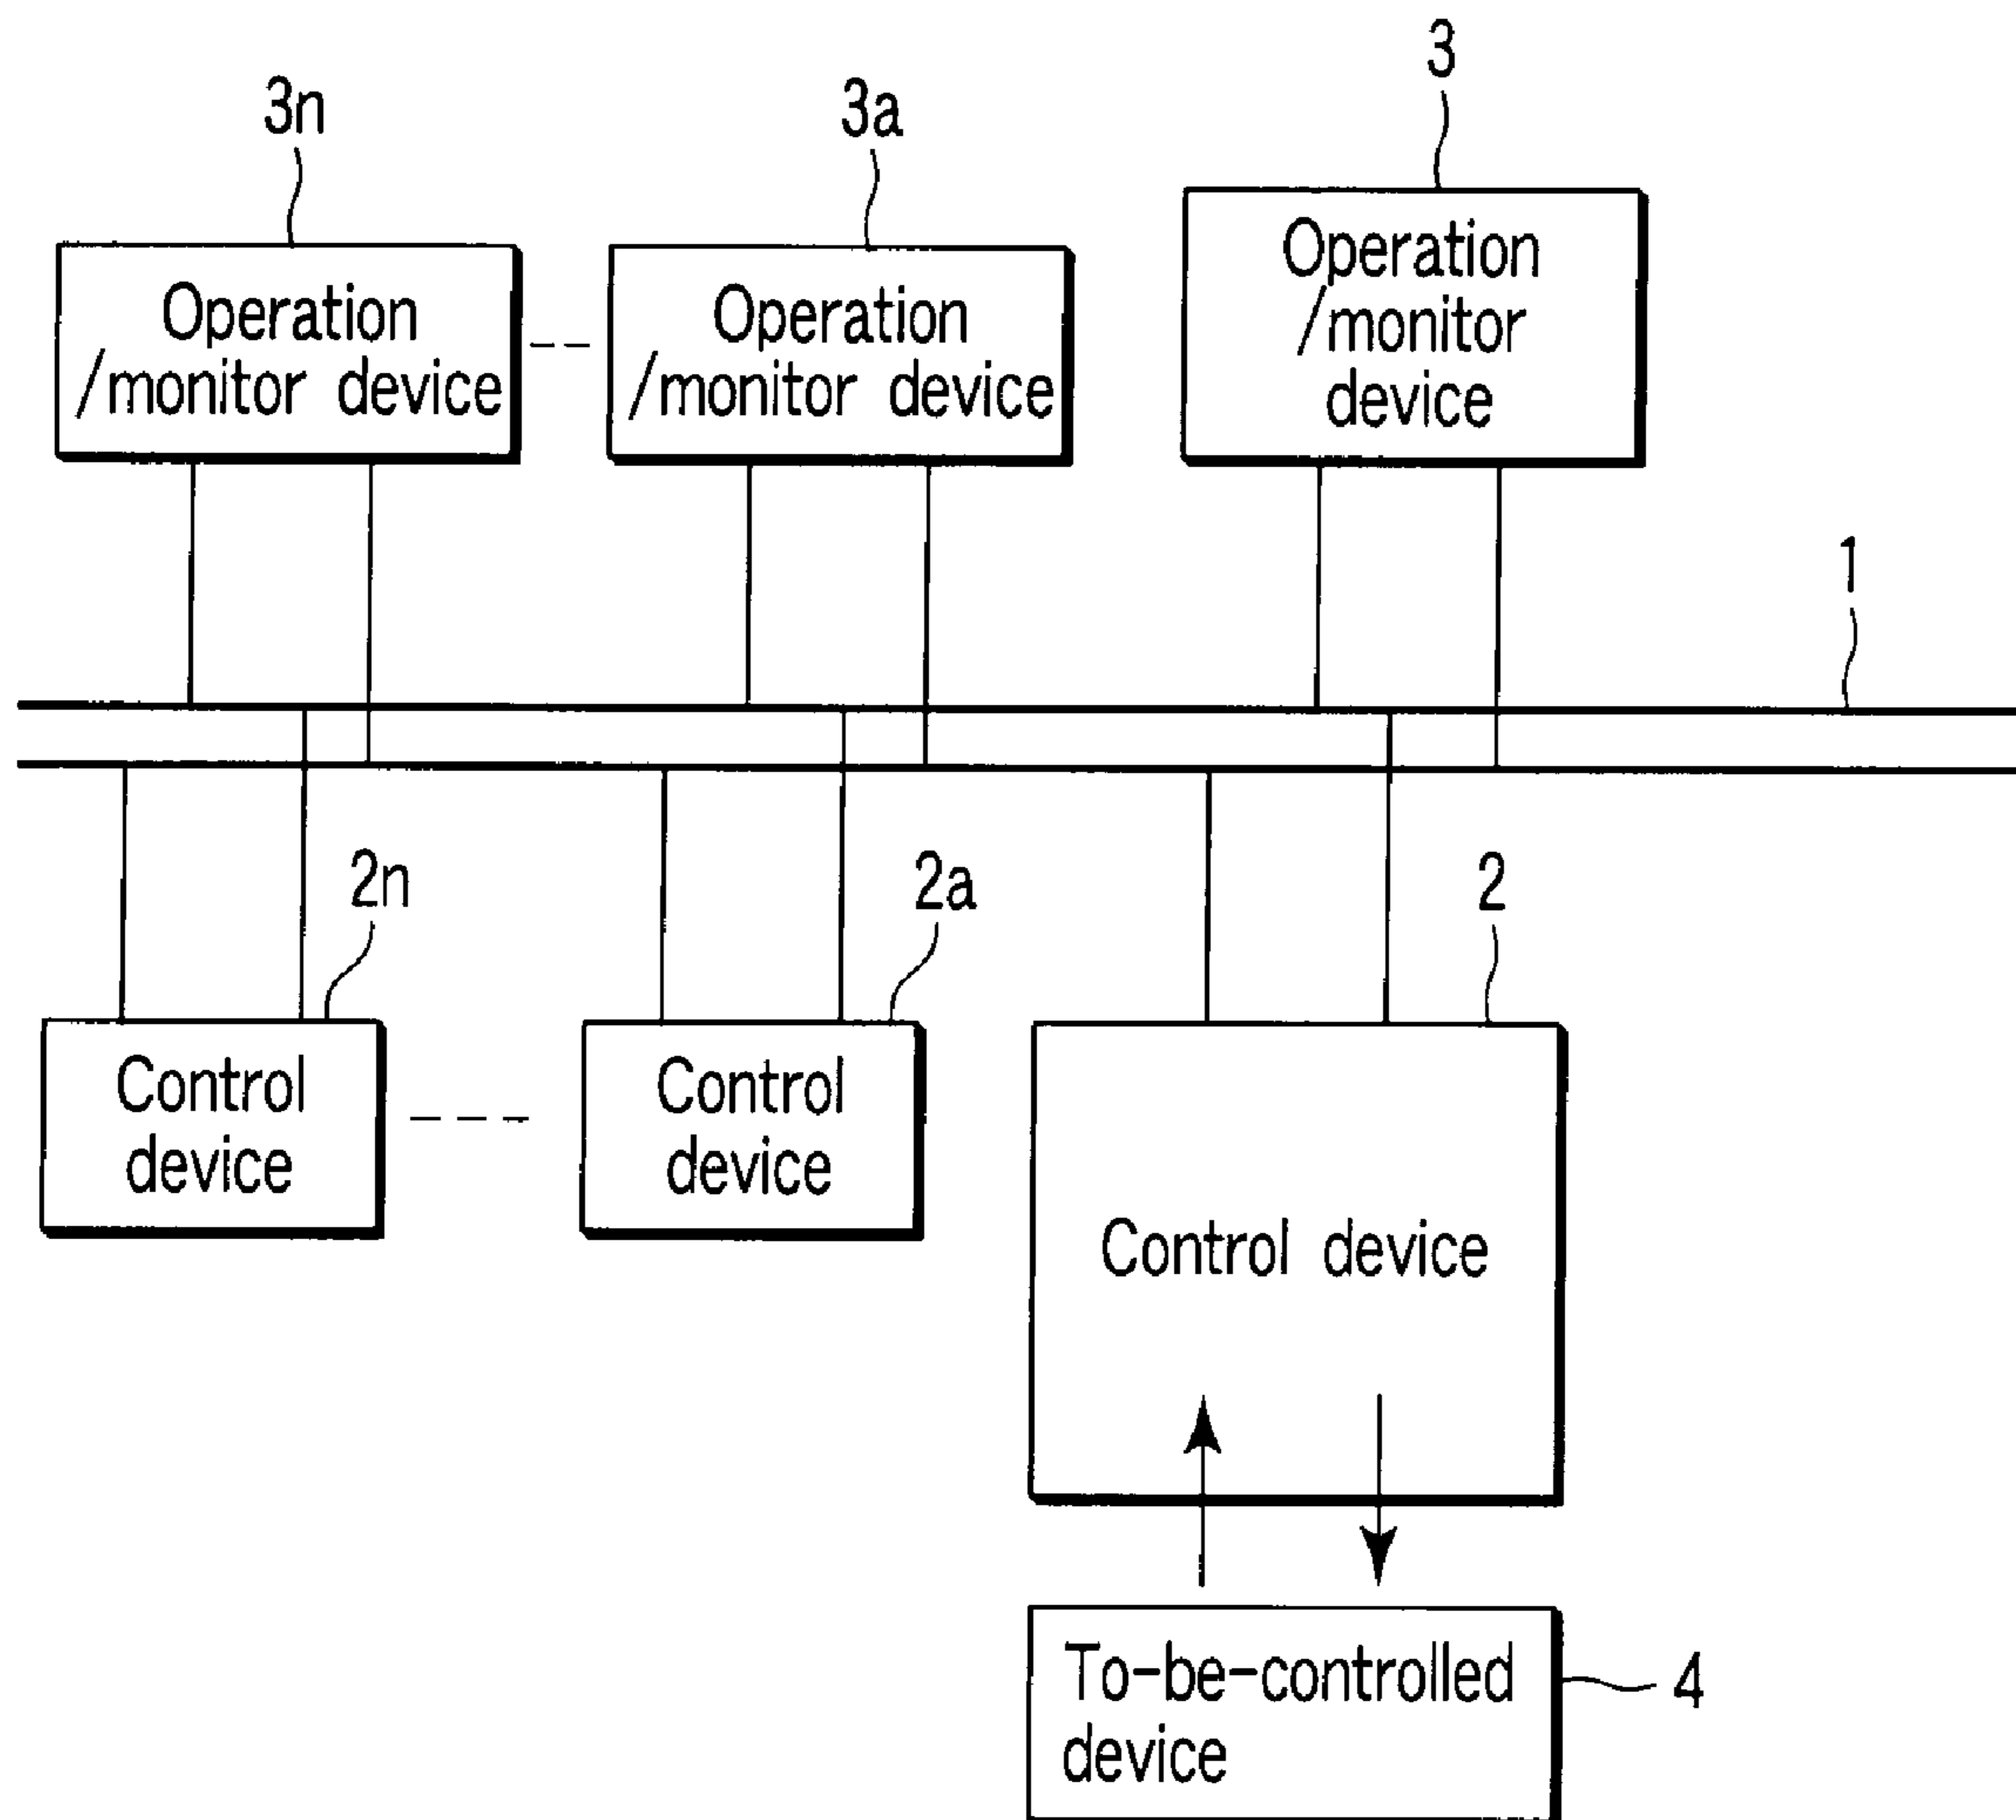 3
3n
3a
Operation
/monitor
device
Operation
/monitor device
Operation
/monitor device
1
2n
2a
2
Control
device
Control
device
Control device
To-be-controlled
device
4